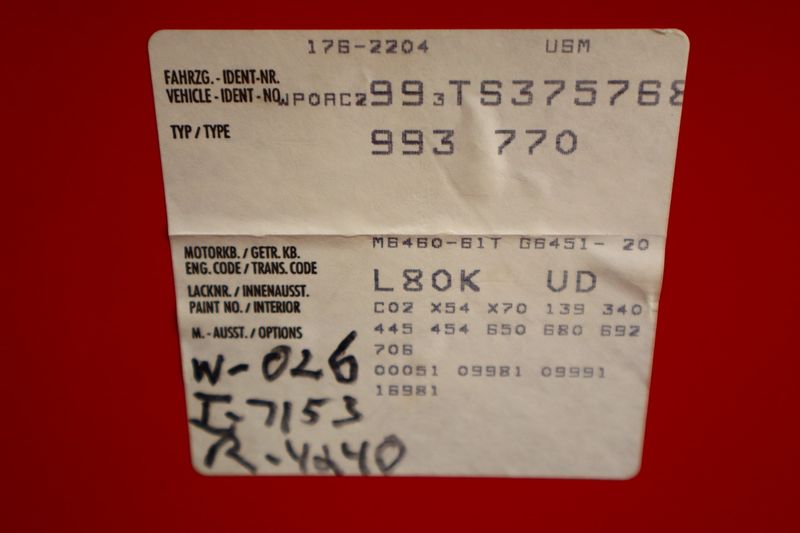 176-2204 USM
FAHRZG.-IDENT-NR.
VEHICLE-IDENT-NO. WP0AC2993TS375768
TYP/TYPE 993 770
MOTORKB./GETR.KB. M6460-61T G6451- 20
ENG.CODE/TRANS.CODE
LACKNR./INNENAUSST. L80K UD
PAINT NO./INTERIOR C02 X54 X70 139 340
M.-AUSST./OPTIONS 445 454 650 680 692
706
W-026 00051 09981 09991
16981
I-7153
R-4240